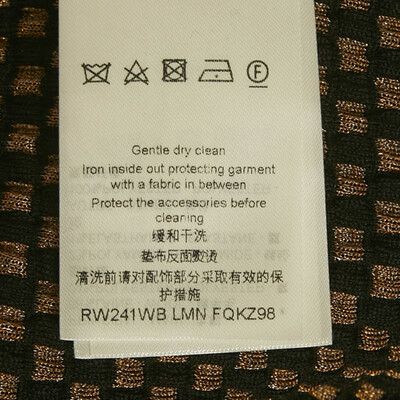 F
Gentle dry clean
Iron inside out protecting garment
with a fabric in between
Protect the accessories before
cleaning
缓和干洗
垫布反面熨烫
清洗前请对配饰部分采取有效的保
护措施
RW241WB LMN FQKZ98